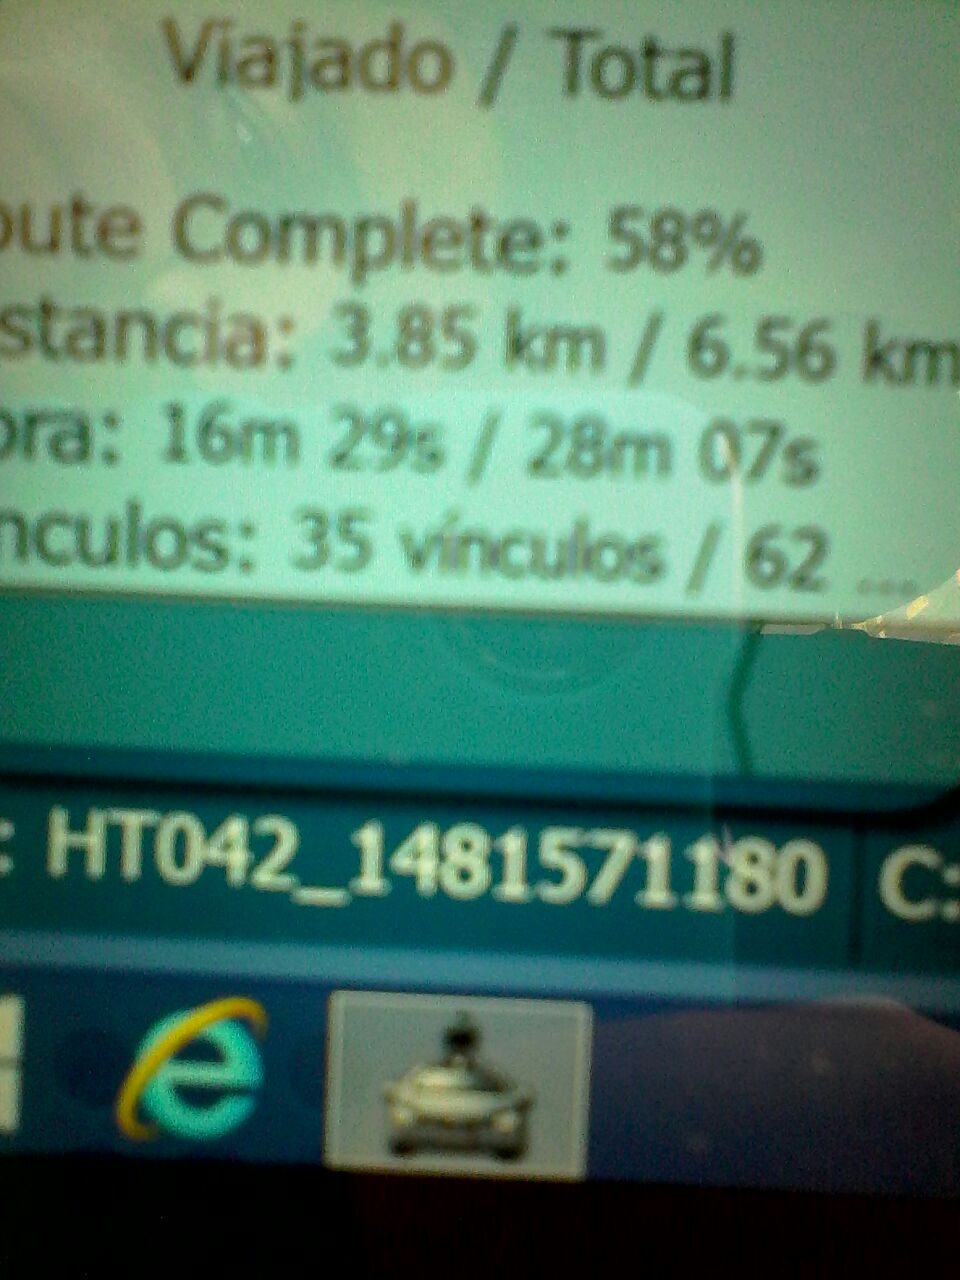 Viajado / Total
oute Complete: 58%
stancia: 3.85 km / 6.56 km
ora: 16m 29s / 28m 07s
nculos: 35 vínculos / 62 ...
: HT042_1481571180 C: